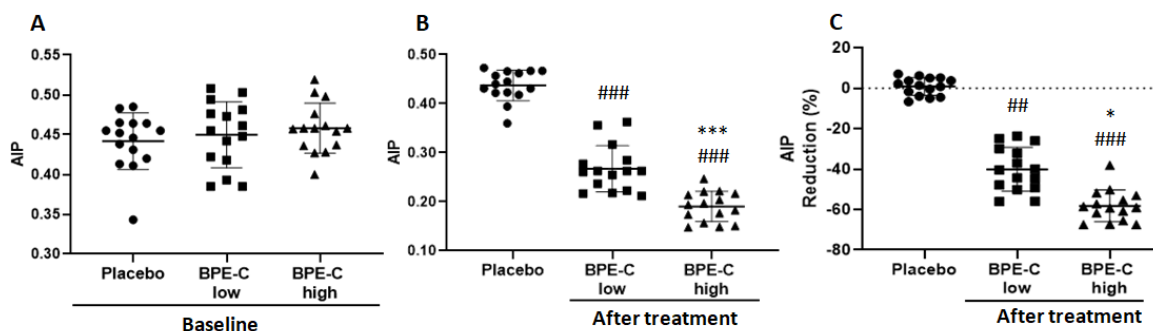 A
AIP
0.55
0.50
0.45
0.40
0.35
0.30
Placebo
BPE-C
low
BPE-C
high
Baseline
B
AIP
0.50
0.40
0.30
0.20
0.10
###
***
###
Placebo
BPE-C
low
BPE-C
high
After treatment
C
AIP
Reduction (%)
20
0
-20
-40
-60
-80
##
*
###
Placebo
BPE-C
low
BPE-C
high
After treatment